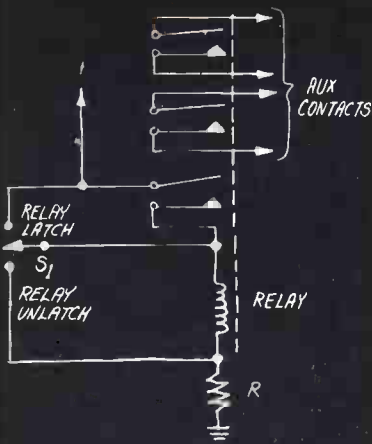 AUX
CONTACTS
RELAY
LATCH
S1
RELAY
UNLATCH
RELAY
R